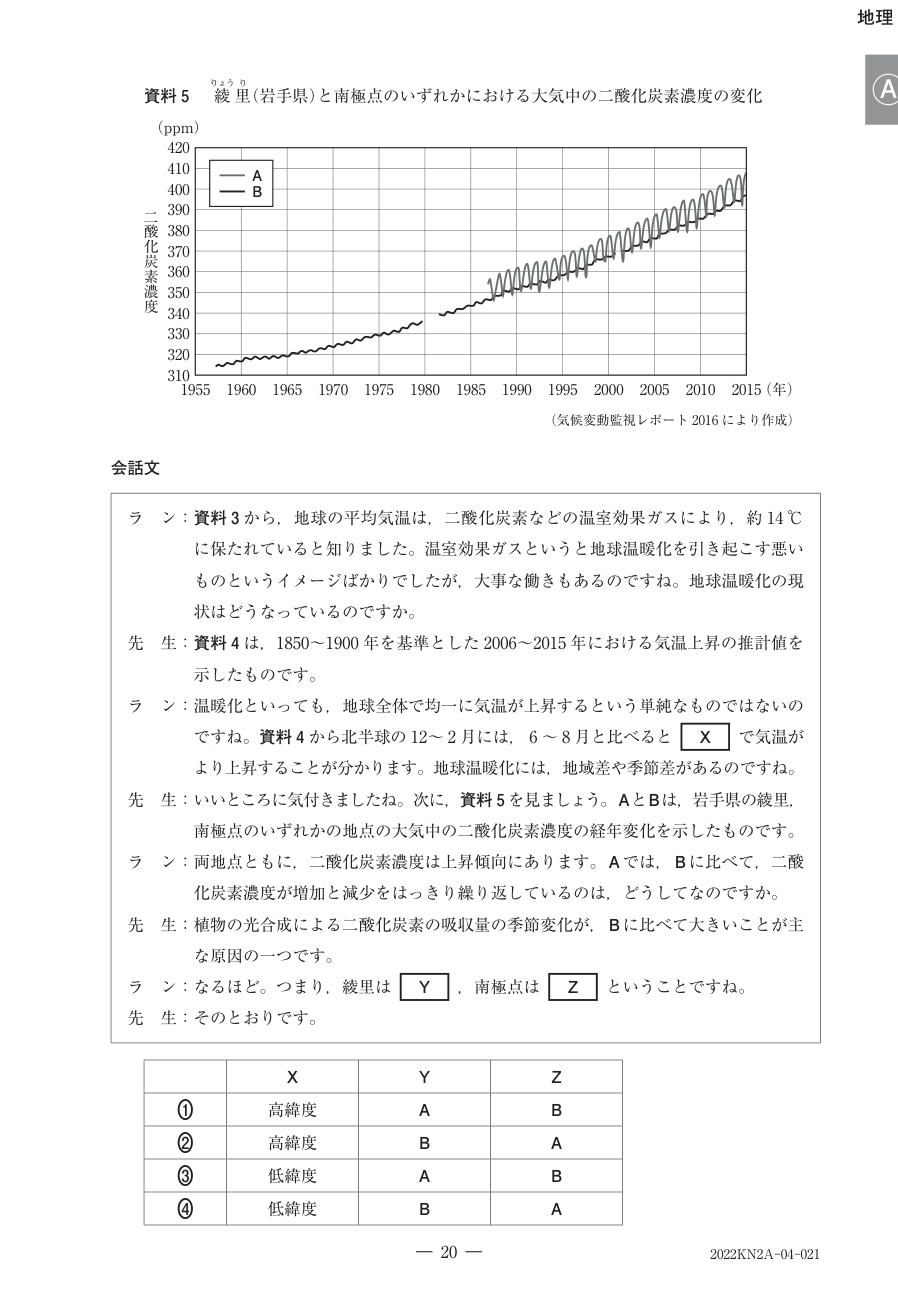 地理
Ⓐ
りょう り
資料5 綾里(岩手県)と南極点のいずれかにおける大気中の二酸化炭素濃度の変化
(ppm)
420
410
400
390
380
370
360
350
340
330
320
310
二酸化炭素濃度
A
B
1955 1960 1965 1970 1975 1980 1985 1990 1995 2000 2005 2010 2015(年)
(気候変動監視レポート2016により作成)
会話文
ラ ン:資料3から,地球の平均気温は,二酸化炭素などの温室効果ガスにより,約14℃
に保たれていると知りました。温室効果ガスというと地球温暖化を引き起こす悪い
ものというイメージばかりでしたが,大事な働きもあるのですね。地球温暖化の現
状はどうなっているのですか。
先 生:資料4は,1850~1900年を基準とした2006~2015年における気温上昇の推計値を
示したものです。
ラ ン:温暖化といっても,地球全体で均一に気温が上昇するという単純なものではないの
ですね。資料4から北半球の12~2月には,6~8月と比べると X で気温が
より上昇することが分かります。地球温暖化には,地域差や季節差があるのですね。
先 生:いいところに気付きましたね。次に,資料5を見ましょう。AとBは,岩手県の綾里,
南極点のいずれかの地点の大気中の二酸化炭素濃度の経年変化を示したものです。
ラ ン:両地点ともに,二酸化炭素濃度は上昇傾向にあります。Aでは,Bに比べて,二酸
化炭素濃度が増加と減少をはっきり繰り返しているのは,どうしてなのですか。
先 生:植物の光合成による二酸化炭素の吸収量の季節変化が,Bに比べて大きいことが主
な原因の一つです。
ラ ン:なるほど。つまり,綾里は Y ,南極点は Z ということですね。
先 生:そのとおりです。
X Y Z
① 高緯度 A B
② 高緯度 B A
③ 低緯度 A B
④ 低緯度 B A
― 20 ―
2022KN2A-04-021